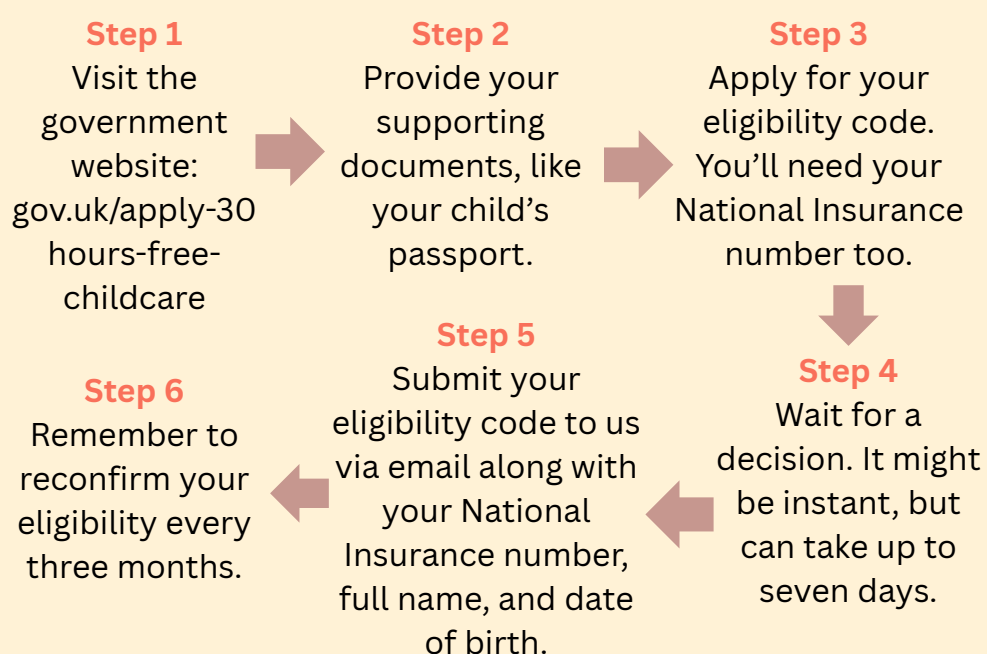 Step 1
Visit the
government
website:
gov.uk/apply-30
hours-free-
childcare
Step 2
Provide your
supporting
documents, like
your child's
passport.
Step 3
Apply for your
eligibility code.
You'll need your
National Insurance
number too.
Step 4
Wait for a
decision. It might
be instant, but
can take up to
seven days.
Step 5
Submit your
eligibility code to us
via email along with
your National
Insurance number,
full name, and date
of birth.
Step 6
Remember to
reconfirm your
eligibility every
three months.